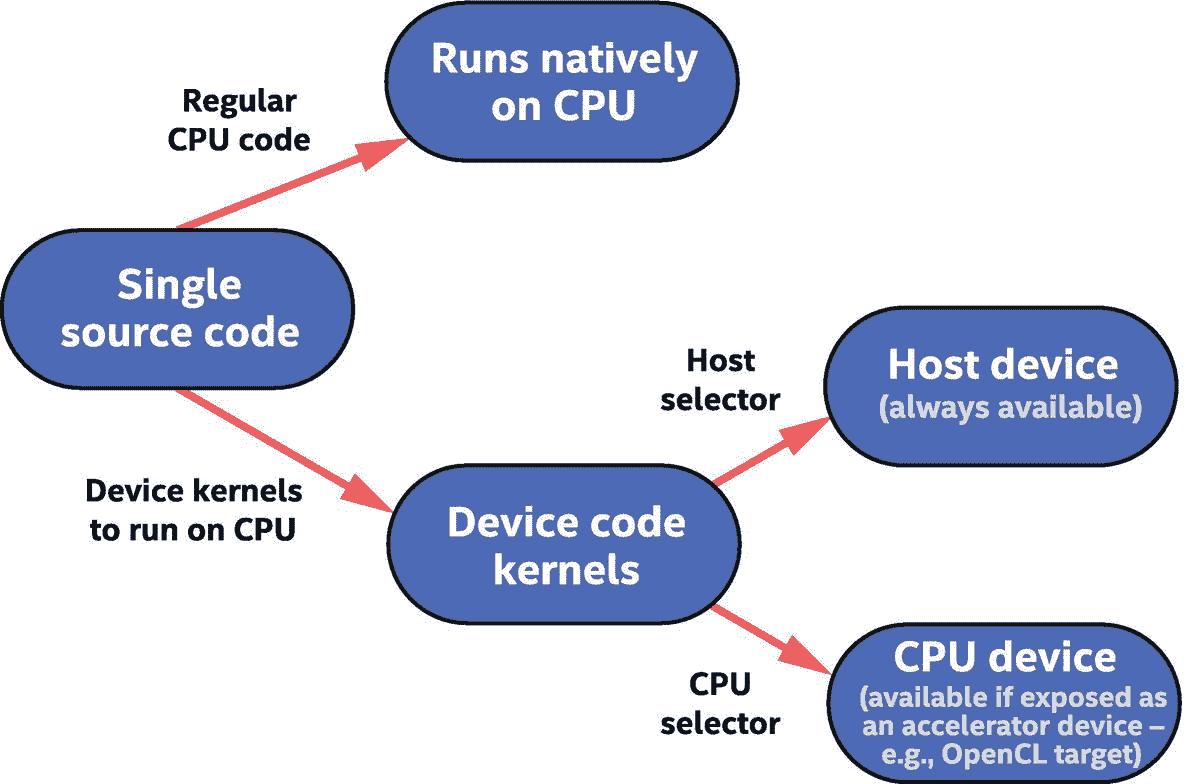 Runs natively
on CPU
Regular
CPU code
Single
source code
Host
selector
Host device
(always available)
Device kernels
to run on CPU
Device code
kernels
CPU
selector
CPU device
(available if exposed as
an accelerator device –
e.g., OpenCL target)